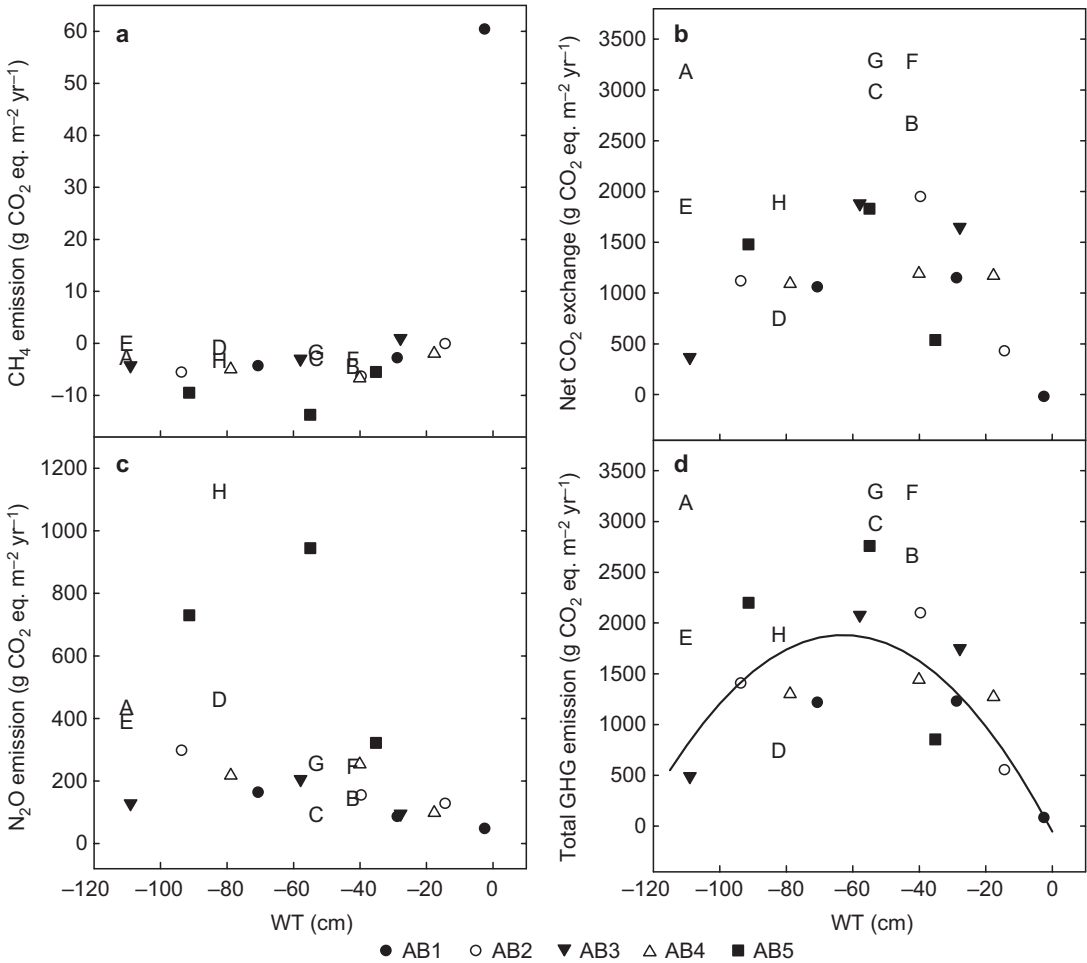 a
60
50
40
30
20
10
0
–10
CH4 emission (g CO2 eq. m–2 yr–1)
E
A
D
H
G
C
F
B
b
3500
3000
2500
2000
1500
1000
500
0
Net CO2 exchange (g CO2 eq. m–2 yr–1)
A
G
F
C
B
E
H
D
c
1200
1000
800
600
400
200
0
N2O emission (g CO2 eq. m–2 yr–1)
H
D
A
E
G
F
B
C
–120 –100 –80 –60 –40 –20 0
WT (cm)
d
3500
3000
2500
2000
1500
1000
500
0
Total GHG emission (g CO2 eq. m–2 yr–1)
A
G
F
C
B
E
H
D
–120 –100 –80 –60 –40 –20 0
WT (cm)
AB1 AB2 AB3 AB4 AB5